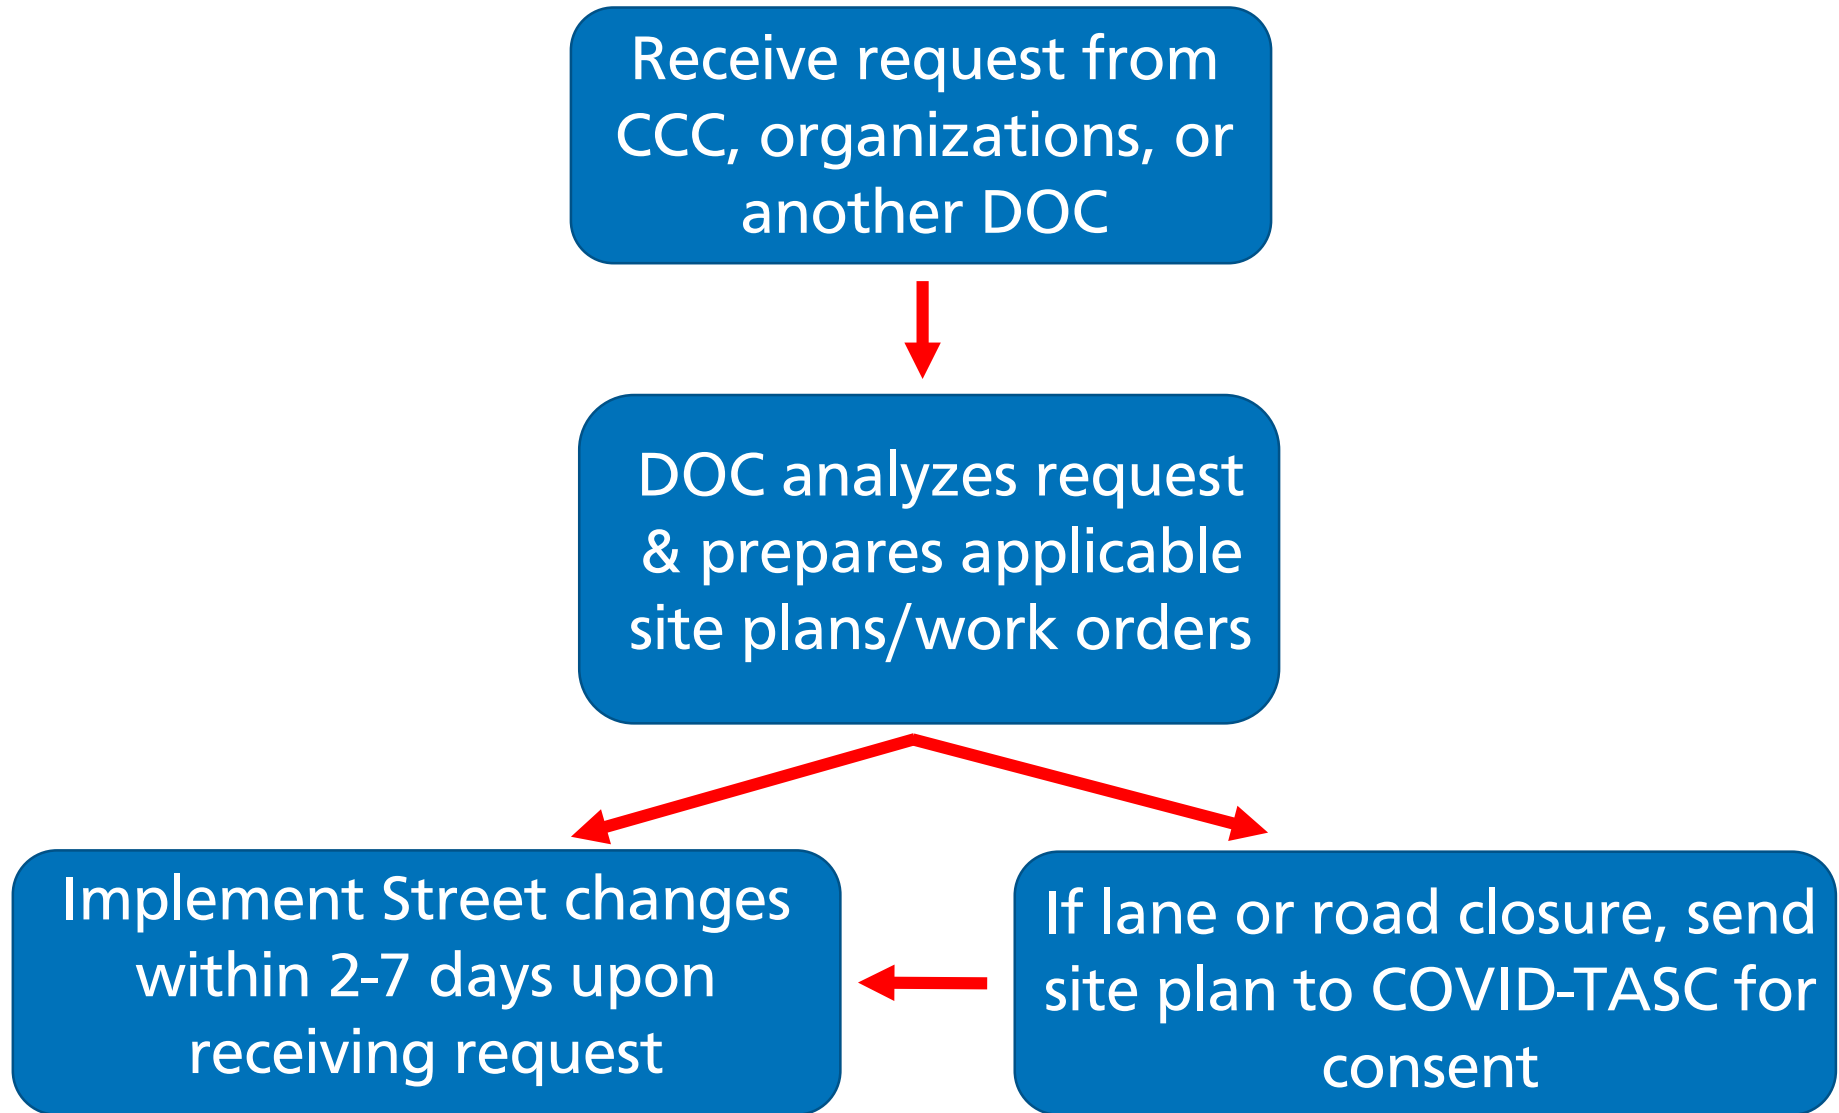 Receive request from
CCC, organizations, or
another DOC
DOC analyzes request
& prepares applicable
site plans/work orders
Implement Street changes
within 2-7 days upon
receiving request
If lane or road closure, send
site plan to COVID-TASC for
consent